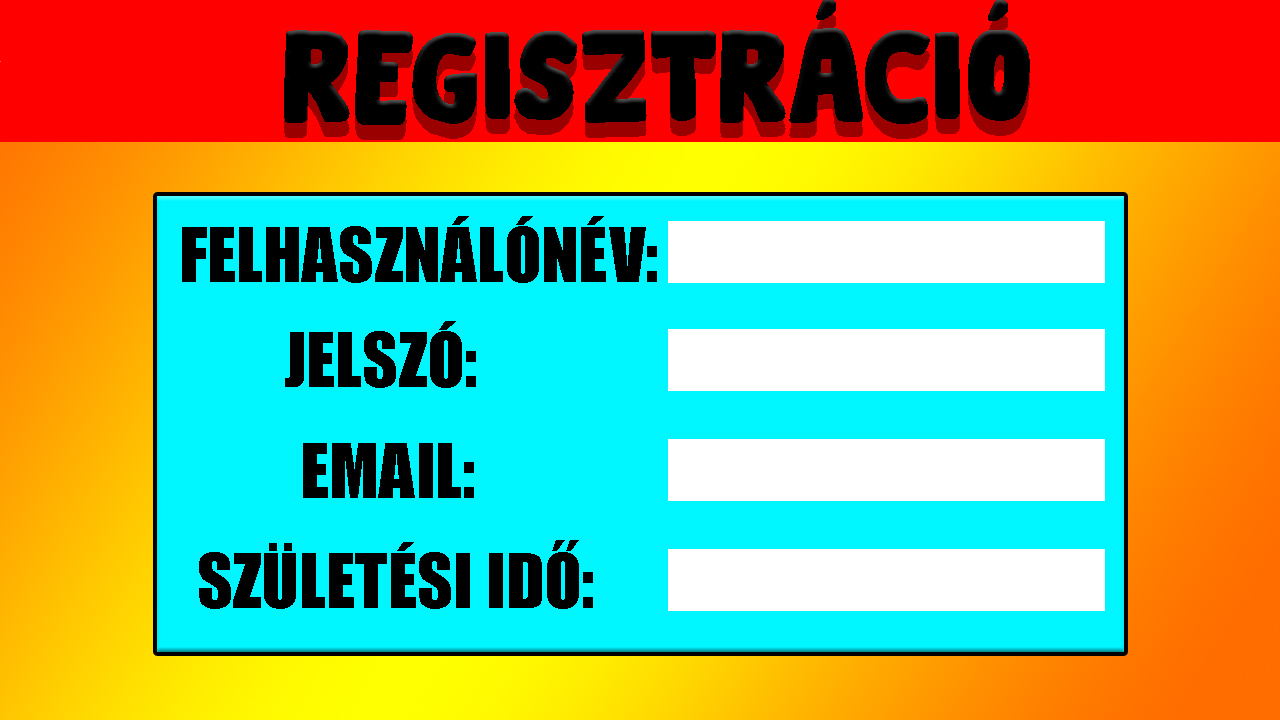 REGISZTRÁCIÓ
FELHASZNÁLÓNÉV:
JELSZÓ:
EMAIL:
SZÜLETÉSI IDŐ: